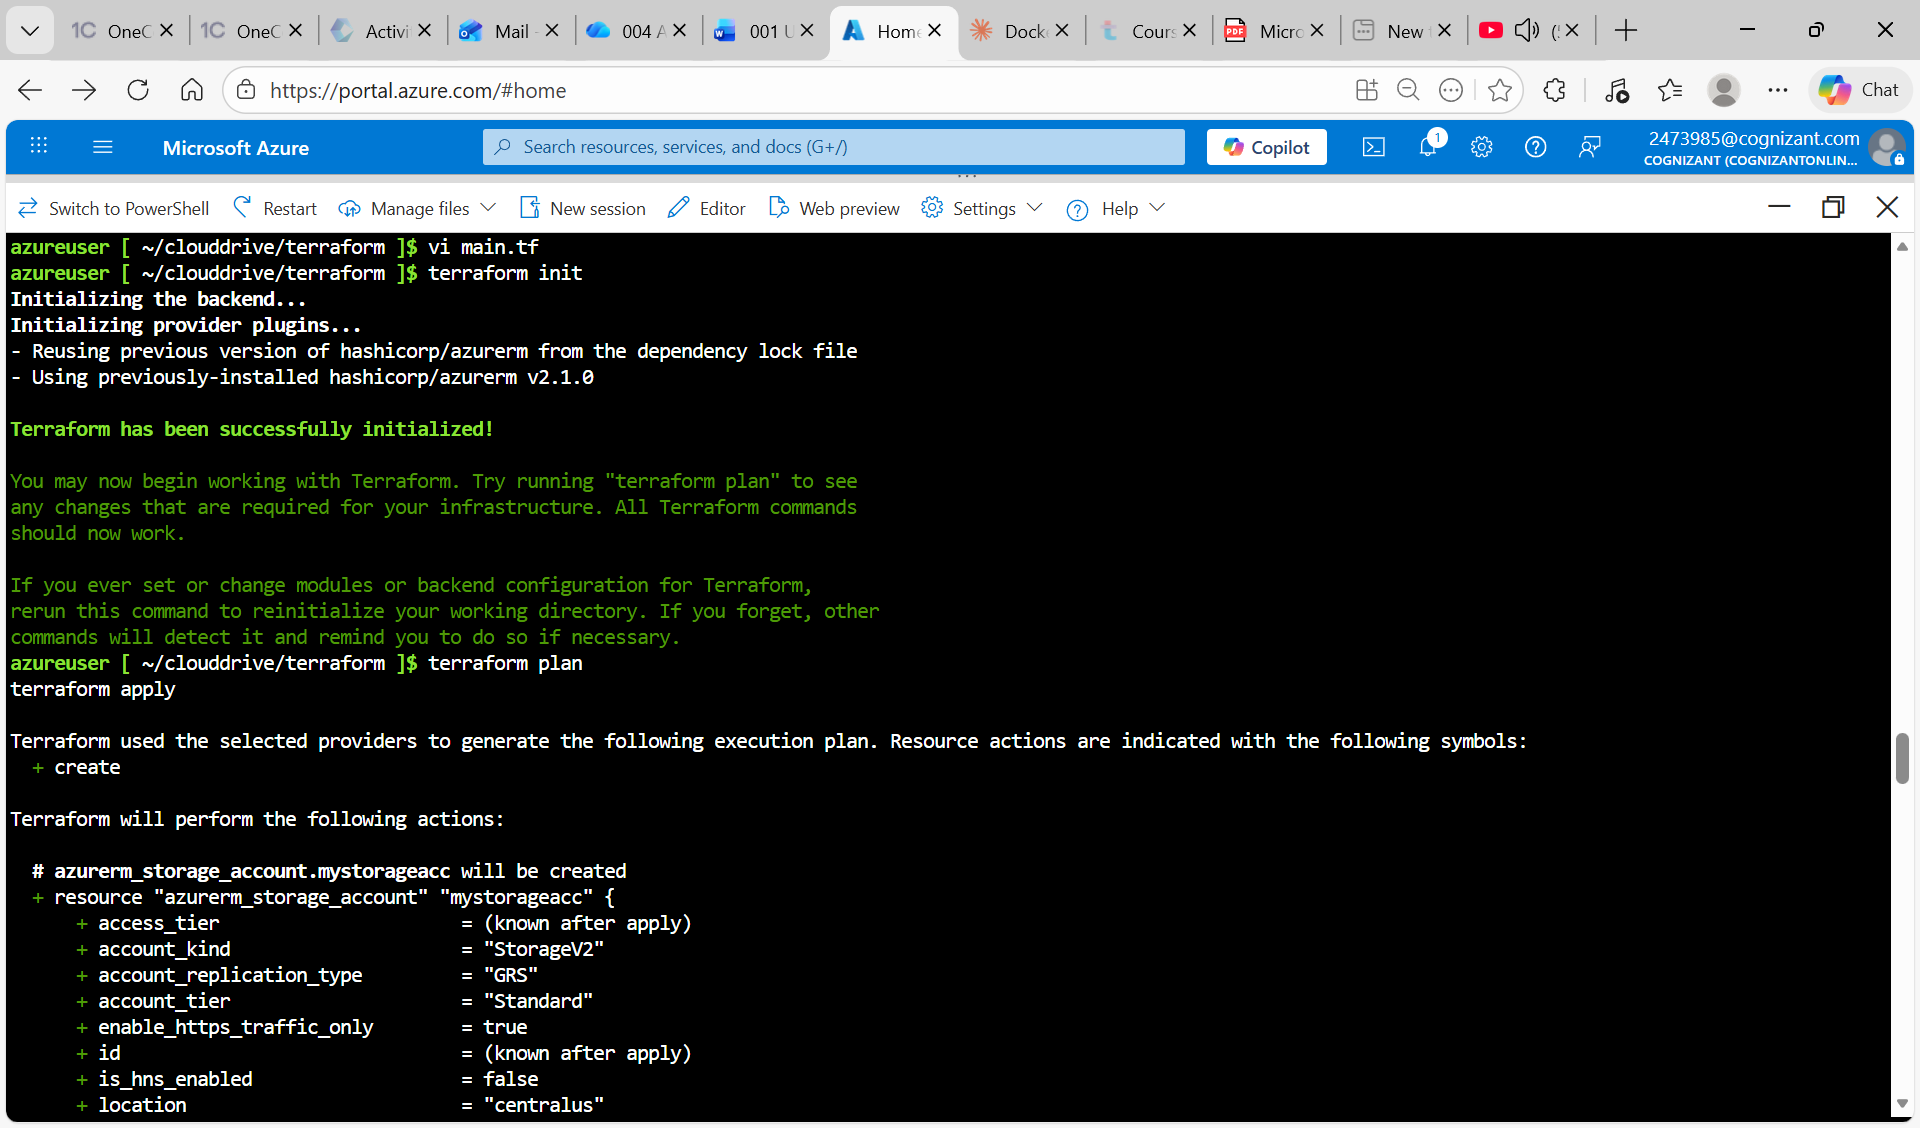 OneC
OneC
Activi
Mail -
004 A
001 U
Home
Docke
Cours
Micro
New t
https://portal.azure.com/#home
Chat
Microsoft Azure
Search resources, services, and docs (G+/)
Copilot
1
2473985@cognizant.com
COGNIZANT (COGNIZANTONLIN...
Switch to PowerShell
Restart
Manage files
New session
Editor
Web preview
Settings
Help
azureuser [ ~/clouddrive/terraform ]$ vi main.tf
azureuser [ ~/clouddrive/terraform ]$ terraform init
Initializing the backend...
Initializing provider plugins...
- Reusing previous version of hashicorp/azurerm from the dependency lock file
- Using previously-installed hashicorp/azurerm v2.1.0
Terraform has been successfully initialized!
You may now begin working with Terraform. Try running "terraform plan" to see
any changes that are required for your infrastructure. All Terraform commands
should now work.
If you ever set or change modules or backend configuration for Terraform,
rerun this command to reinitialize your working directory. If you forget, other
commands will detect it and remind you to do so if necessary.
azureuser [ ~/clouddrive/terraform ]$ terraform plan
terraform apply
Terraform used the selected providers to generate the following execution plan. Resource actions are indicated with the following symbols:
+ create
Terraform will perform the following actions:
# azurerm_storage_account.mystorageacc will be created
+ resource "azurerm_storage_account" "mystorageacc" {
+ access_tier = (known after apply)
+ account_kind = "StorageV2"
+ account_replication_type = "GRS"
+ account_tier = "Standard"
+ enable_https_traffic_only = true
+ id = (known after apply)
+ is_hns_enabled = false
+ location = "centralus"